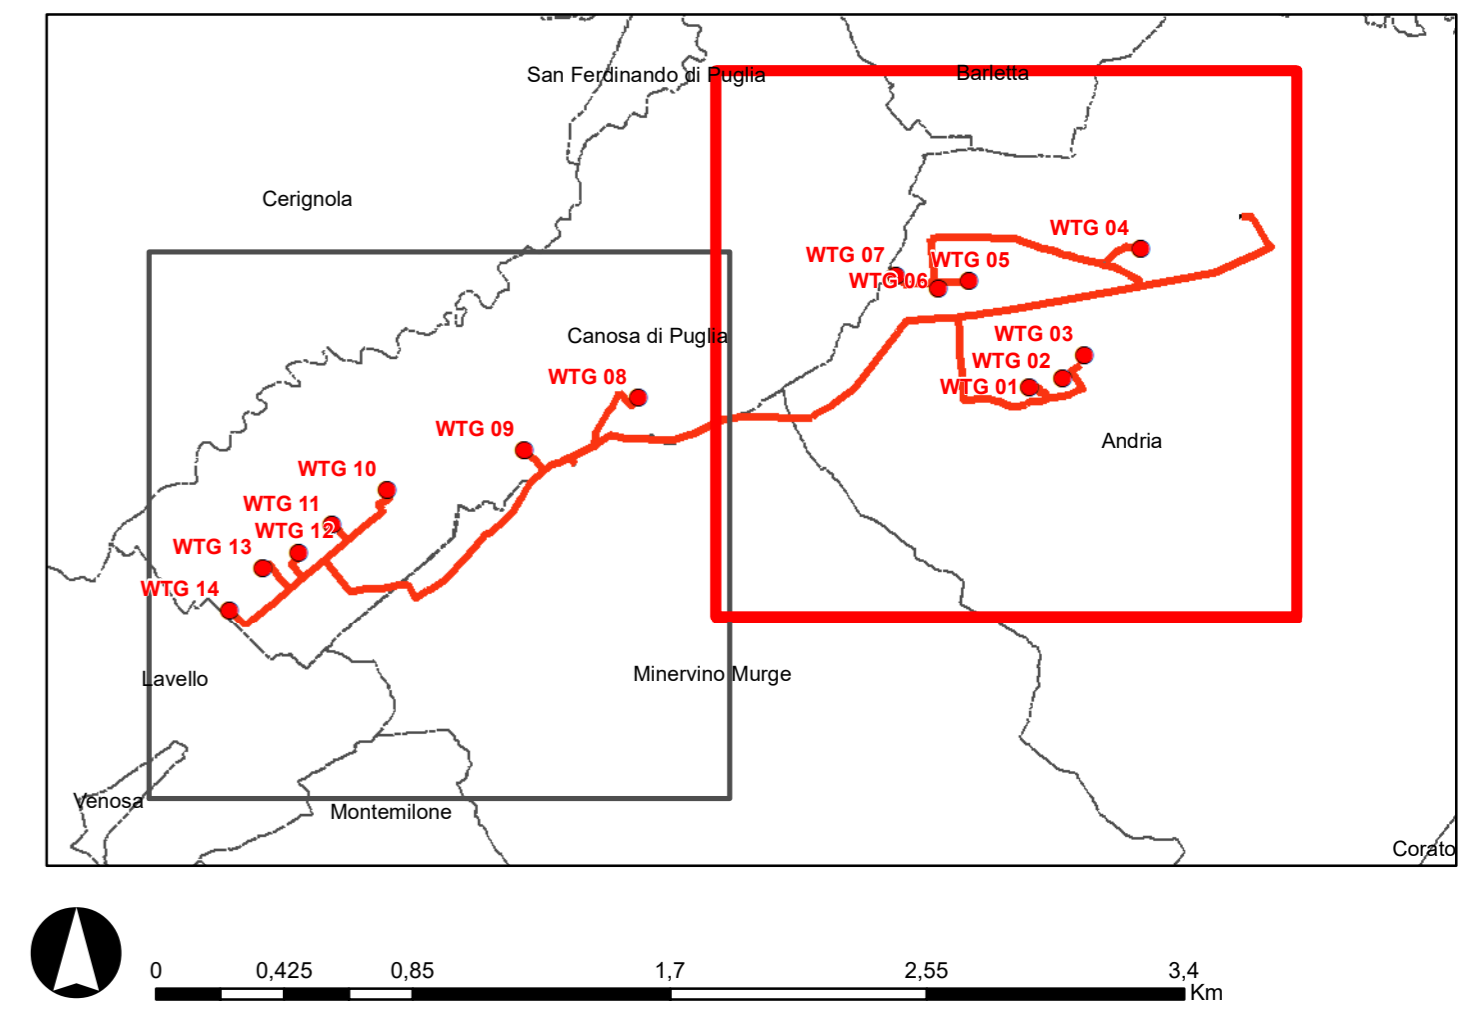 San Ferdinando di Puglia
Barletta
Cerignola
WTG 04
WTG 07
WTG 05
WTG 06
Canosa di Puglia
WTG 03
WTG 02
WTG 08
WTG 01
WTG 09
Andria
WTG 10
WTG 11
WTG 12
WTG 13
WTG 14
Minervino Murge
Lavello
Venosa
Montemilone
Corato
0 0,425 0,85 1,7 2,55 3,4
Km